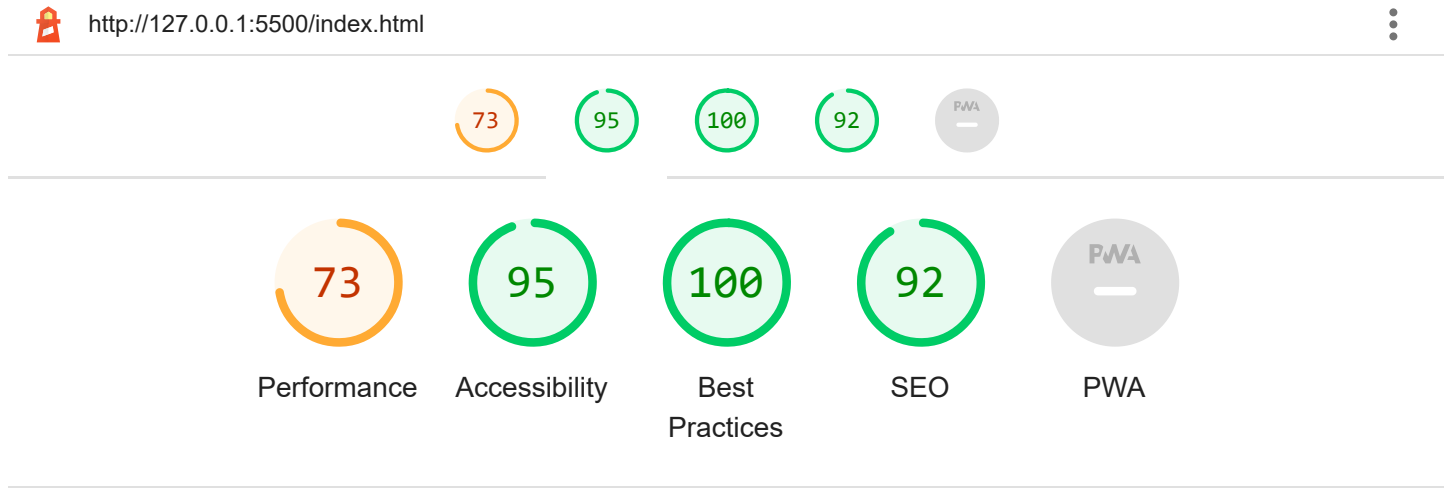 http://127.0.0.1:5500/index.html
73 95 100 92 PWA
73 95 100 92 PWA
Performance Accessibility Best Practices SEO PWA